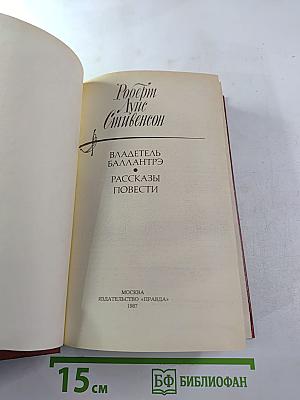 Роберт
Луис
Стивенсон
ВЛАДЕТЕЛЬ
БАЛЛАНТРЭ
•
РАССКАЗЫ
ПОВЕСТИ
МОСКВА
ИЗДАТЕЛЬСТВО «ПРАВДА»
1987
15 см
БФ БИБЛИОФАН